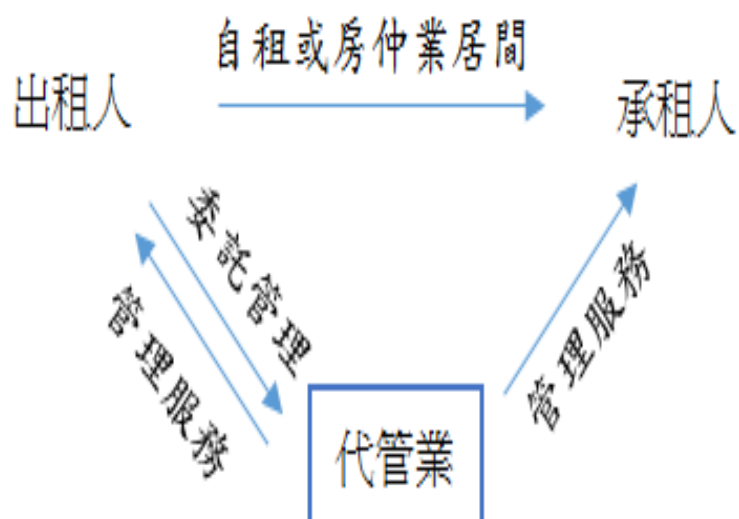 自租或房仲業居間
出租人
承租人
委託管理
管理服務
管理服務
代管業